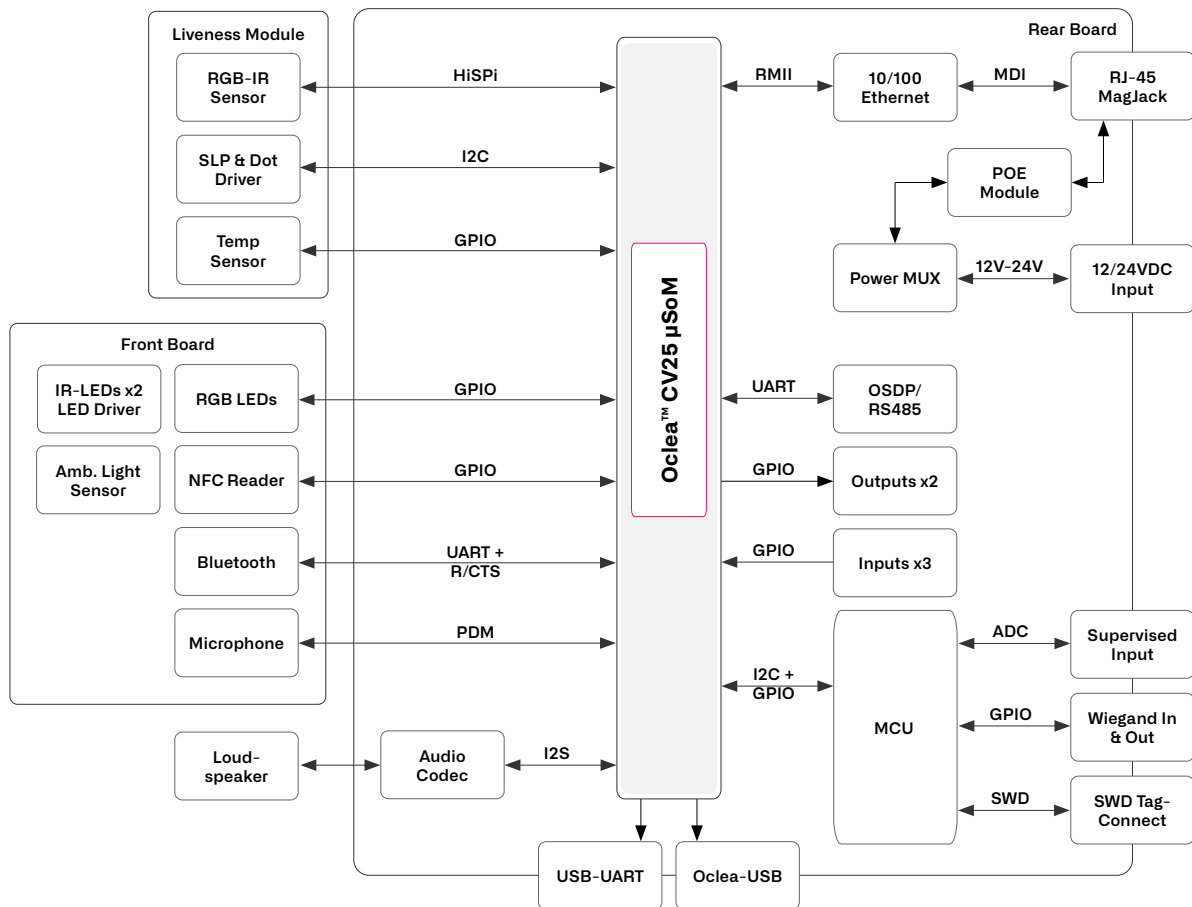 Liveness Module
RGB-IR
Sensor
HiSPi
SLP & Dot
Driver
I2C
Temp
Sensor
GPIO
Front Board
IR-LEDs x2
LED Driver
RGB LEDs
GPIO
Amb. Light
Sensor
NFC Reader
GPIO
Bluetooth
UART +
R/CTS
Microphone
PDM
Loud-
speaker
Audio
Codec
I2S
Oclea™ CV25 µSoM
USB-UART
Oclea-USB
Rear Board
RMII
10/100
Ethernet
MDI
RJ-45
MagJack
POE
Module
Power MUX
12V-24V
12/24VDC
Input
UART
OSDP/
RS485
GPIO
Outputs x2
GPIO
Inputs x3
I2C +
GPIO
MCU
ADC
Supervised
Input
GPIO
Wiegand In
& Out
SWD
SWD Tag-
Connect